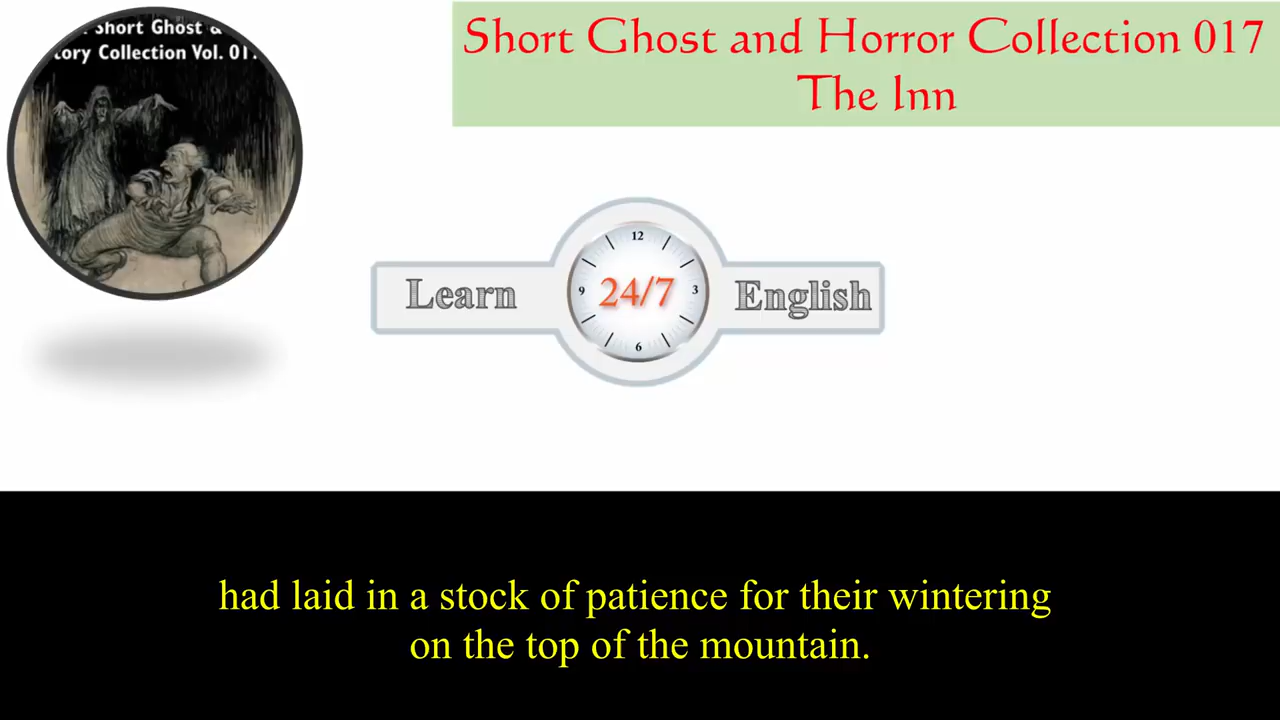 Short Ghost &
tory Collection Vol. 01
Short Ghost and Horror Collection 017
The Inn
Learn 24/7 English
12
9
3
6
had laid in a stock of patience for their wintering
on the top of the mountain.